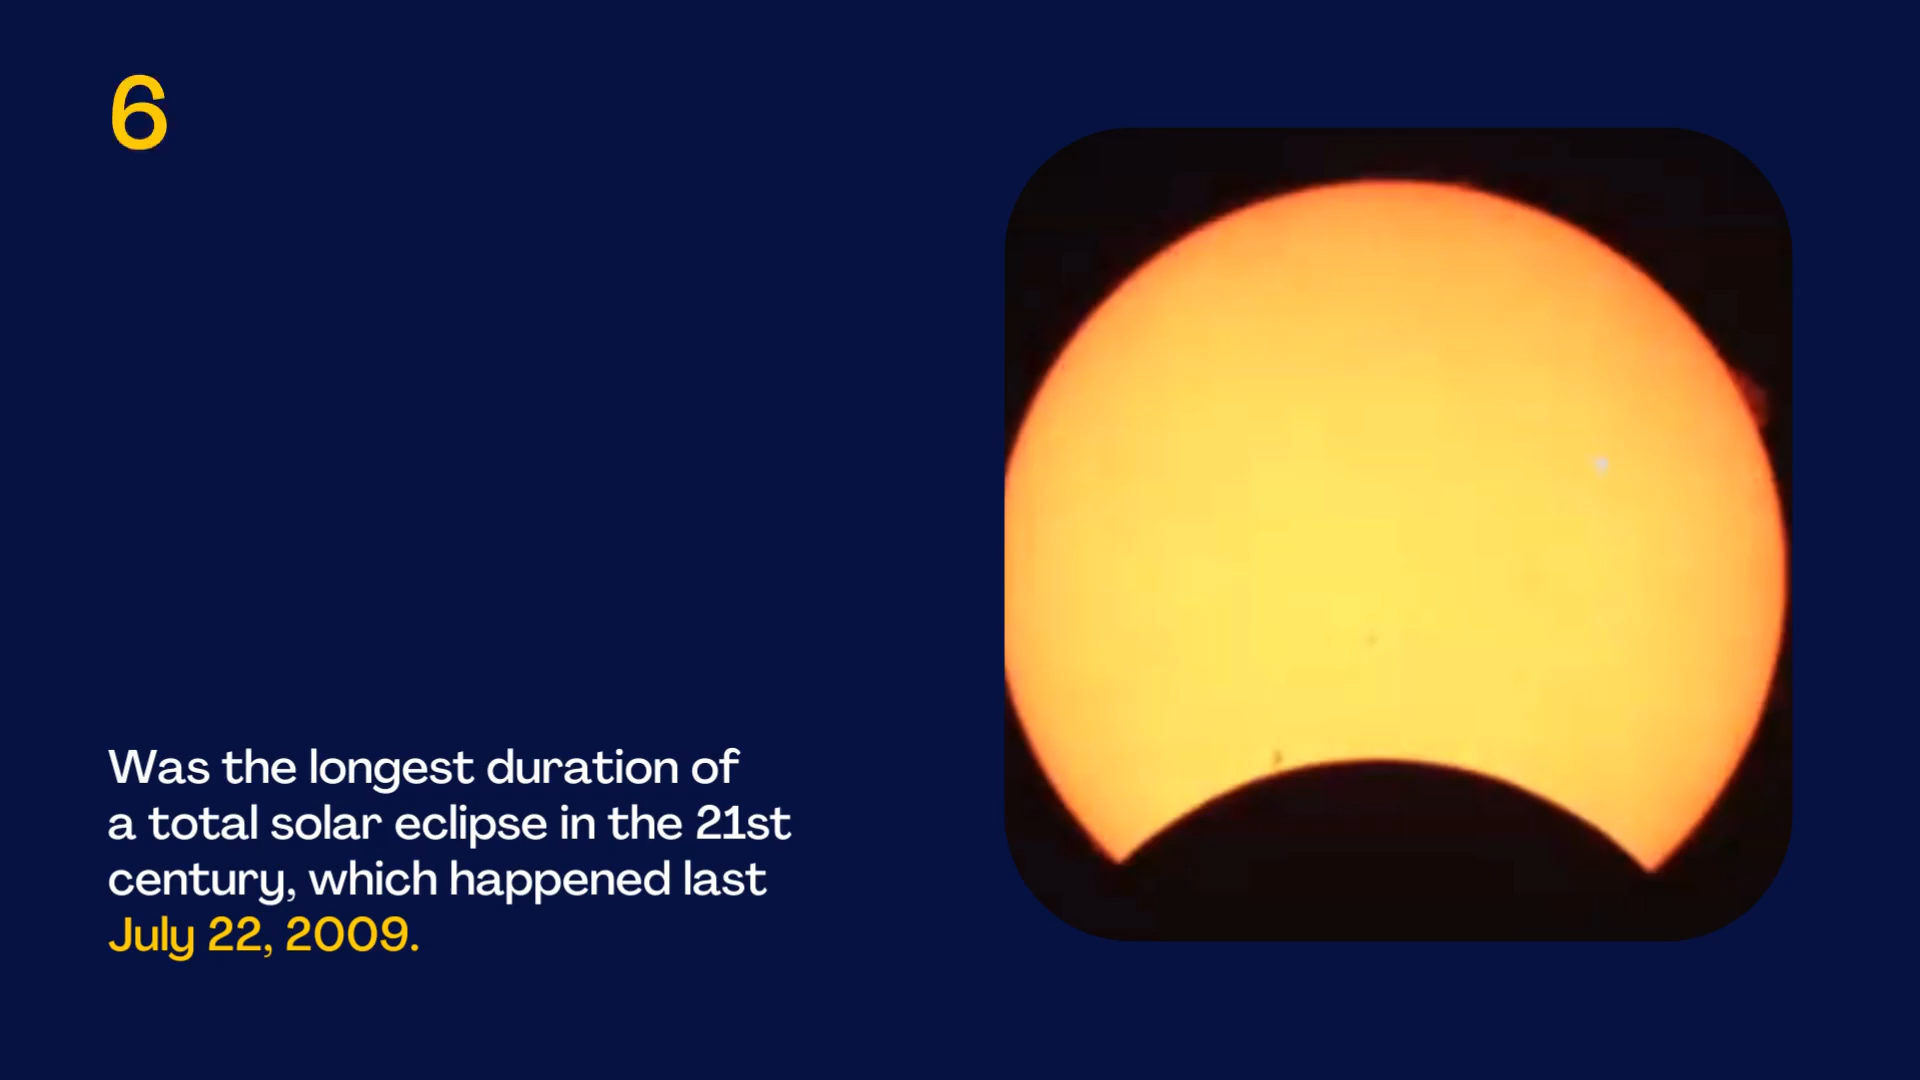 6
Was the longest duration of
a total solar eclipse in the 21st
century, which happened last
July 22, 2009.